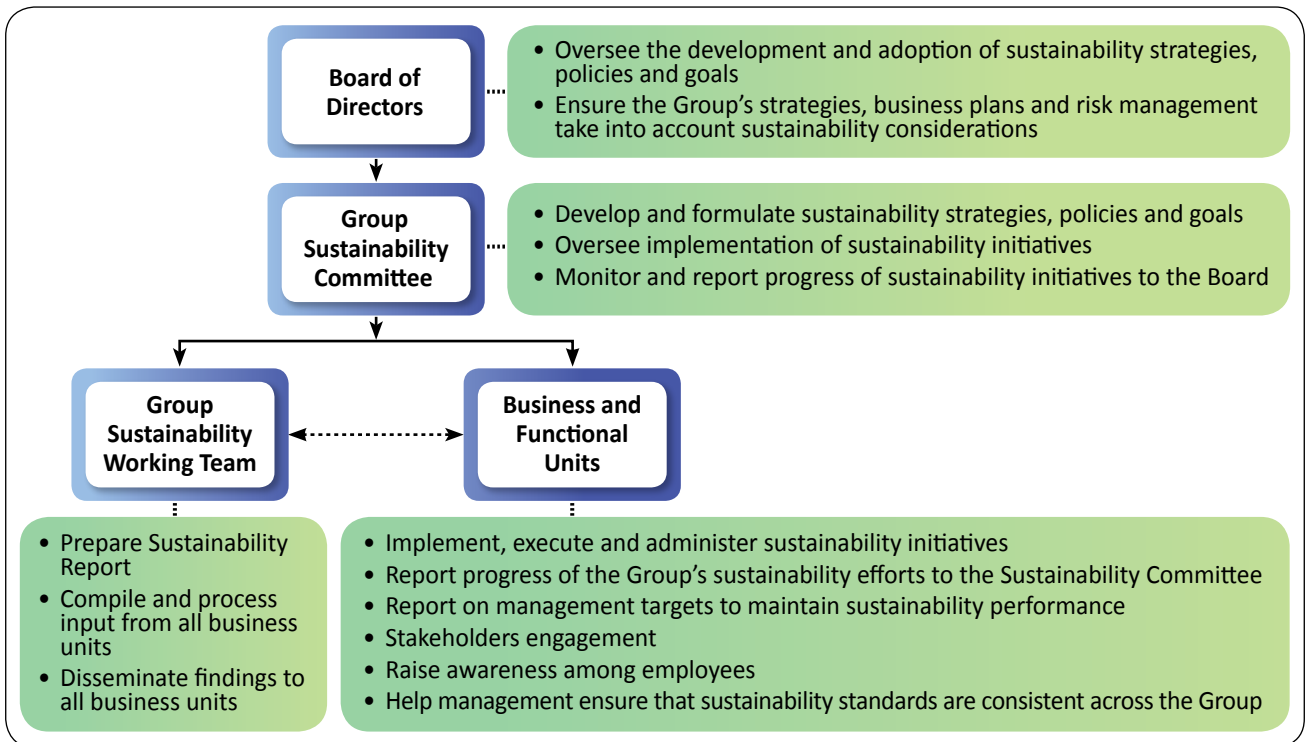 Board of
Directors
• Oversee the development and adoption of sustainability strategies,
policies and goals
• Ensure the Group's strategies, business plans and risk management
take into account sustainability considerations
Group
Sustainability
Committee
• Develop and formulate sustainability strategies, policies and goals
• Oversee implementation of sustainability initiatives
• Monitor and report progress of sustainability initiatives to the Board
Group
Sustainability
Working Team
Business and
Functional
Units
• Prepare Sustainability
Report
• Compile and process
input from all business
units
• Disseminate findings to
all business units
• Implement, execute and administer sustainability initiatives
• Report progress of the Group's sustainability efforts to the Sustainability Committee
• Report on management targets to maintain sustainability performance
• Stakeholders engagement
• Raise awareness among employees
• Help management ensure that sustainability standards are consistent across the Group